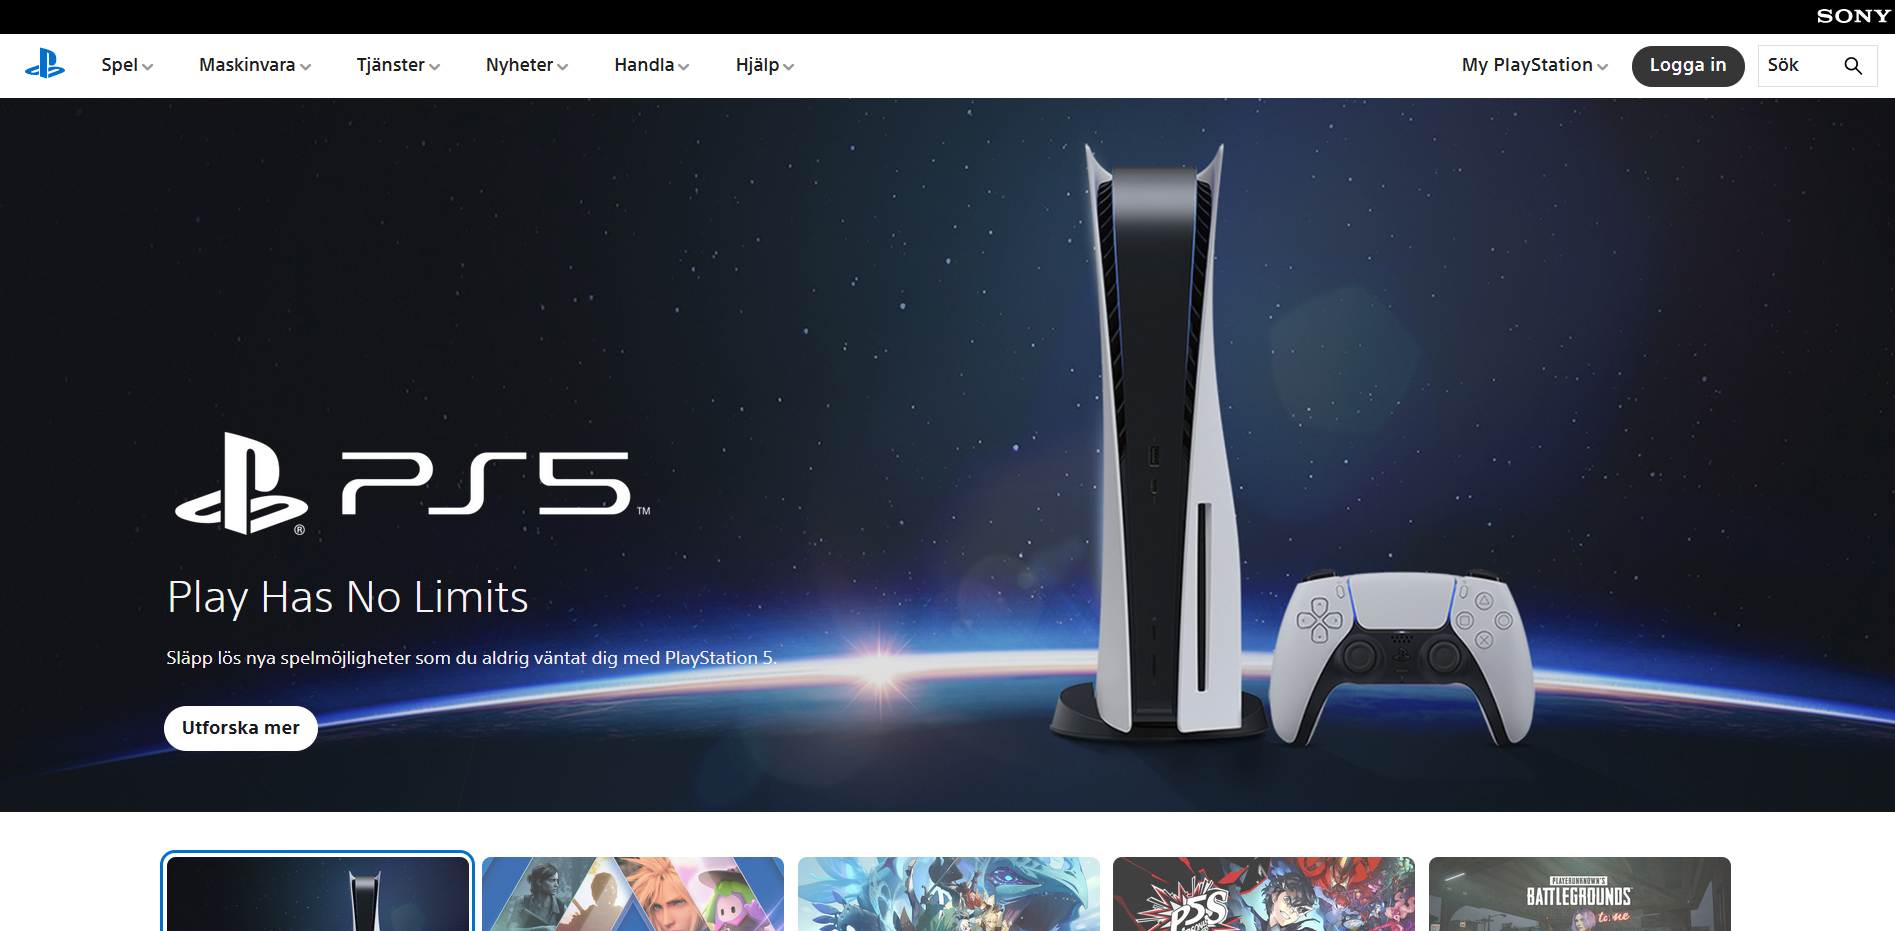 SONY
Spel
Maskinvara
Tjänster
Nyheter
Handla
Hjälp
My PlayStation
Logga in
Sök
PS5™
Play Has No Limits
Släpp lös nya spelmöjligheter som du aldrig väntat dig med PlayStation 5.
Utforska mer
P5S
PLAYERUNKNOWN'S
BATTLEGROUNDS